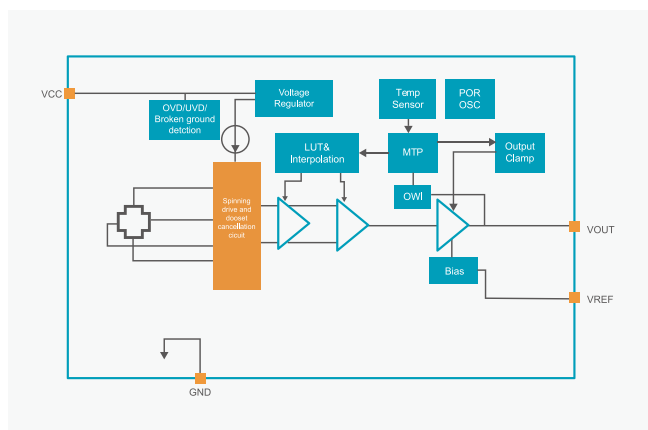 VCC
OVD/UVD/
Broken ground
detction
Voltage
Regulator
Temp
Sensor
POR
OSC
LUT&
Interpolation
MTP
Output
Clamp
OWI
Spinning
drive and
dooset
cancellation
cicuit
VOUT
Bias
VREF
GND